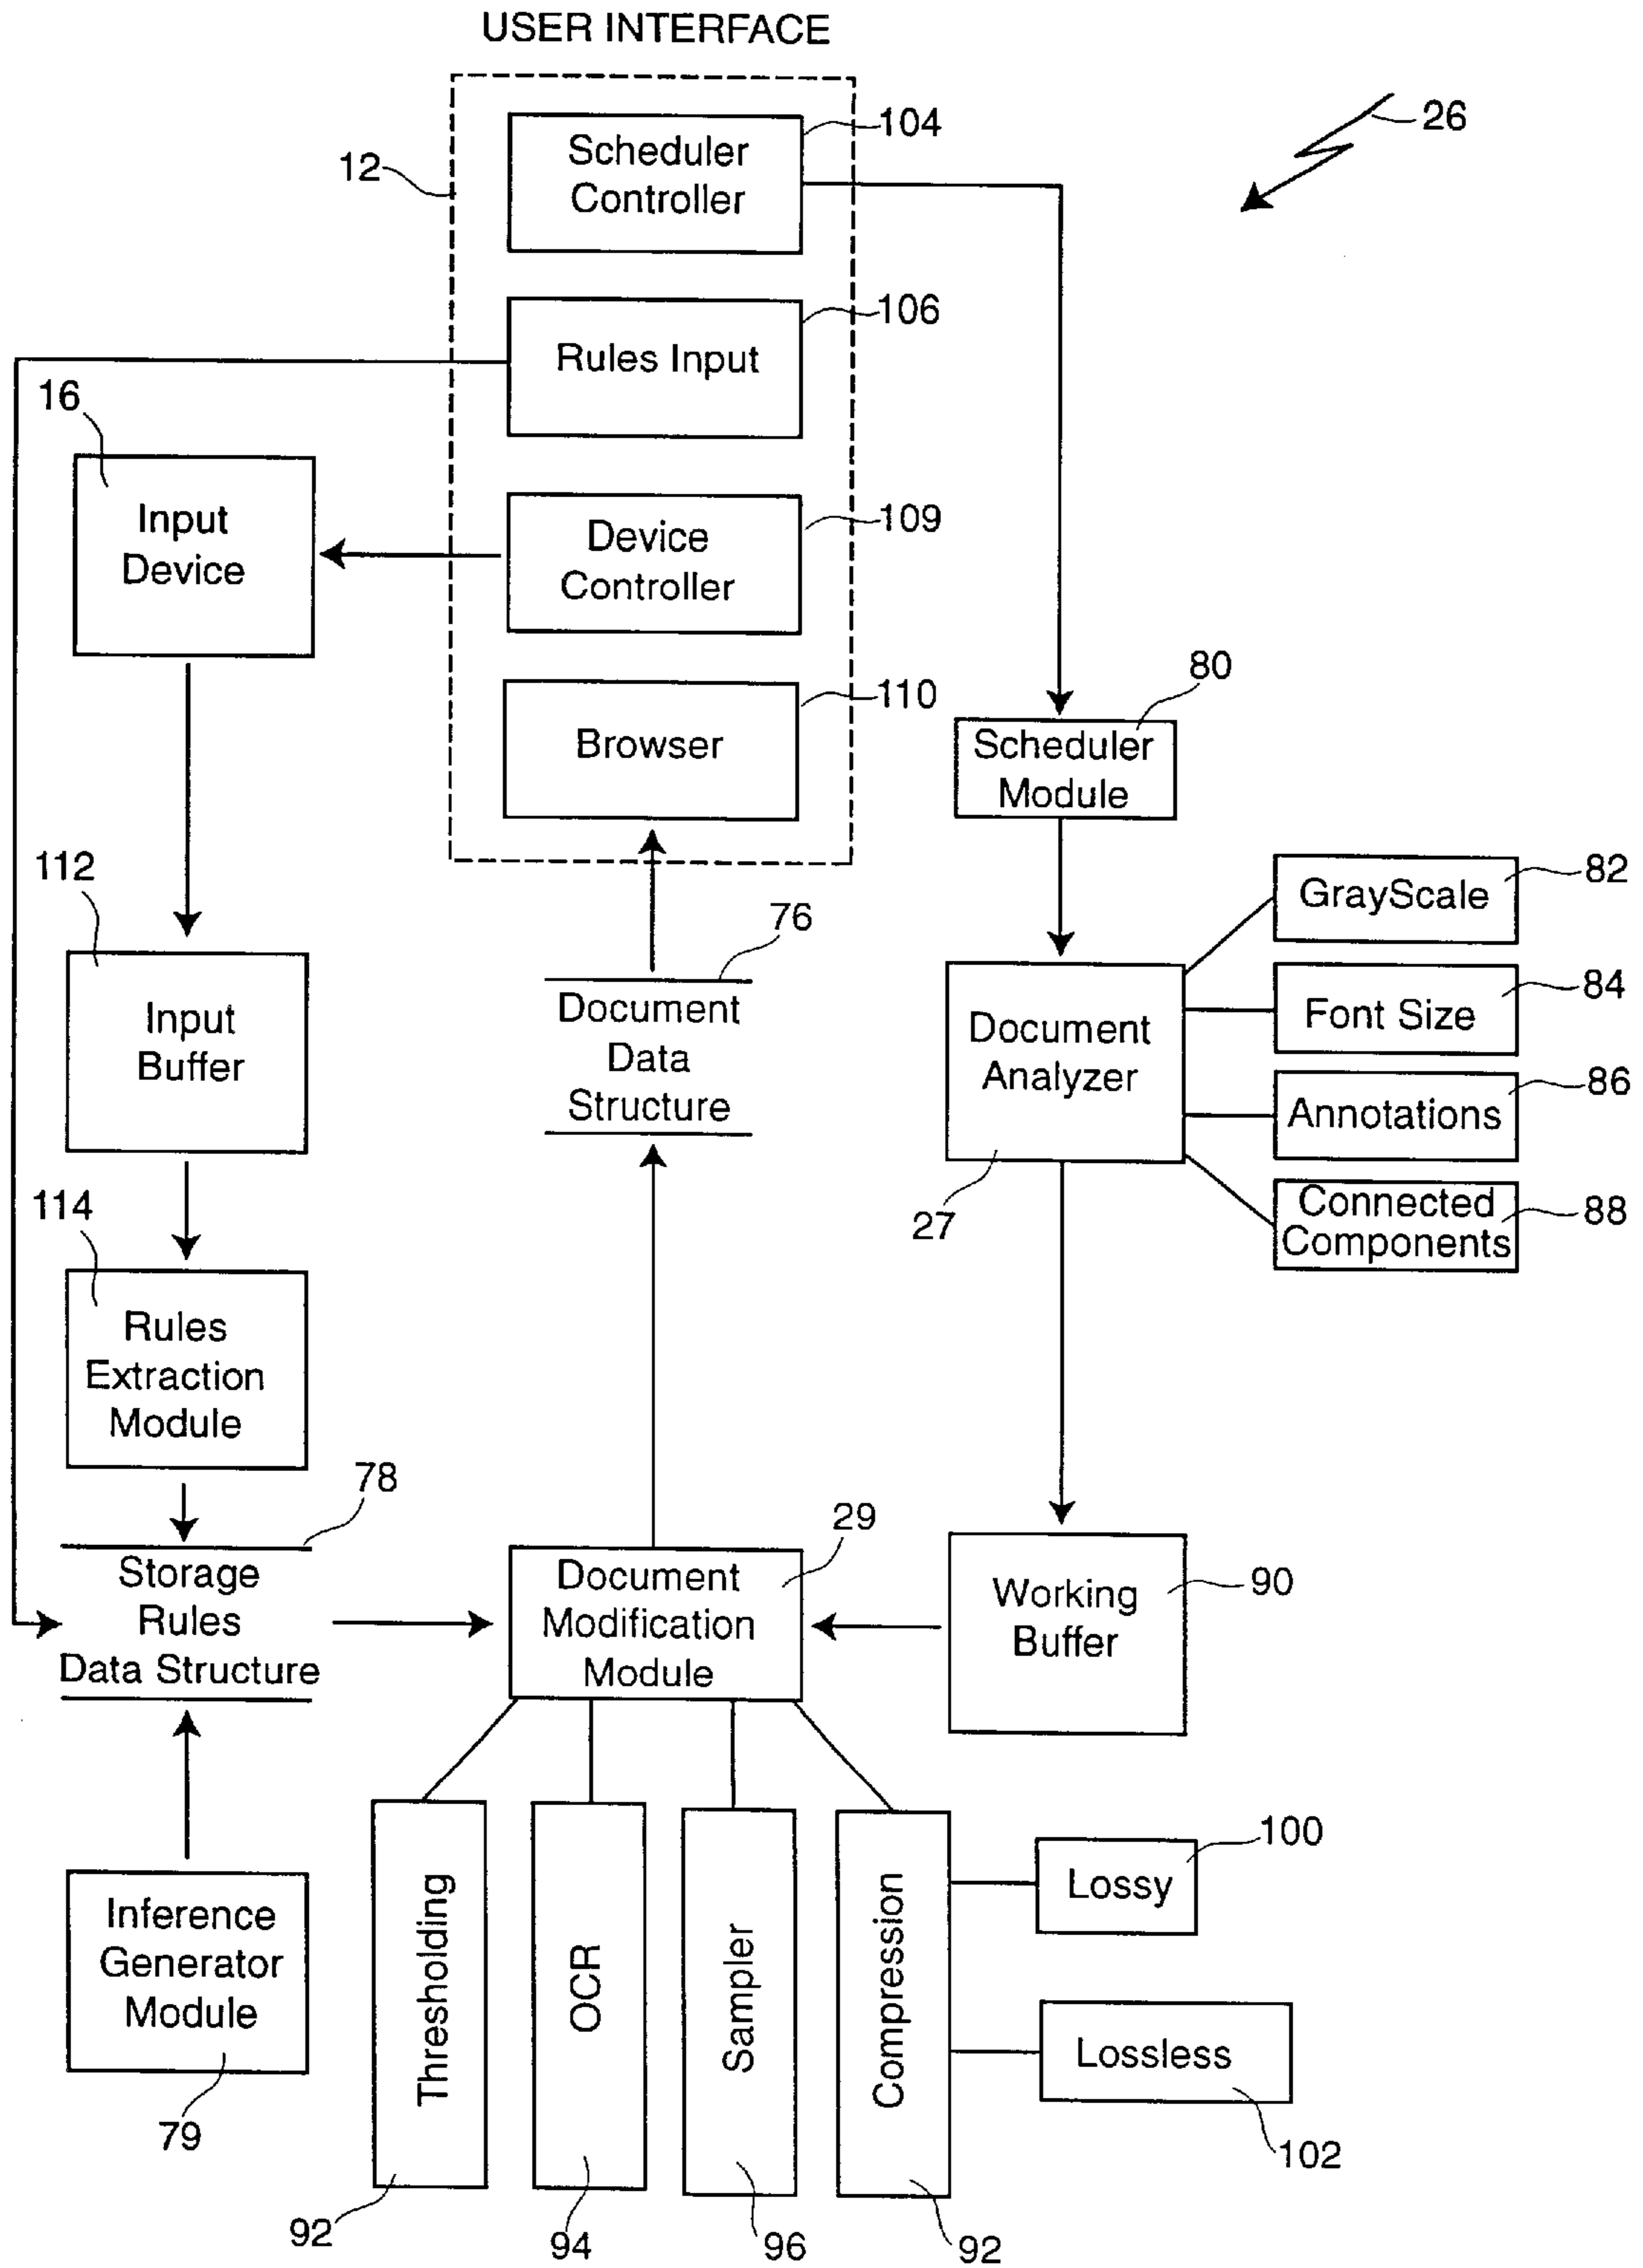 USER INTERFACE
104
26
Scheduler
Controller
12
106
Rules Input
16
109
Input
Device
Device
Controller
80
110
Browser
Scheduler
Module
112
82
GrayScale
76
84
Font Size
Document
Data
Structure
Input
Buffer
Document
Analyzer
86
Annotations
114
27
Connected
Components
88
Rules
Extraction
Module
78
29
Storage
Rules
Data Structure
Document
Modification
Module
Working
Buffer
90
100
Lossy
Inference
Generator
Module
Thresholding
OCR
Sampler
Compression
Lossless
79
102
92
94
96
92